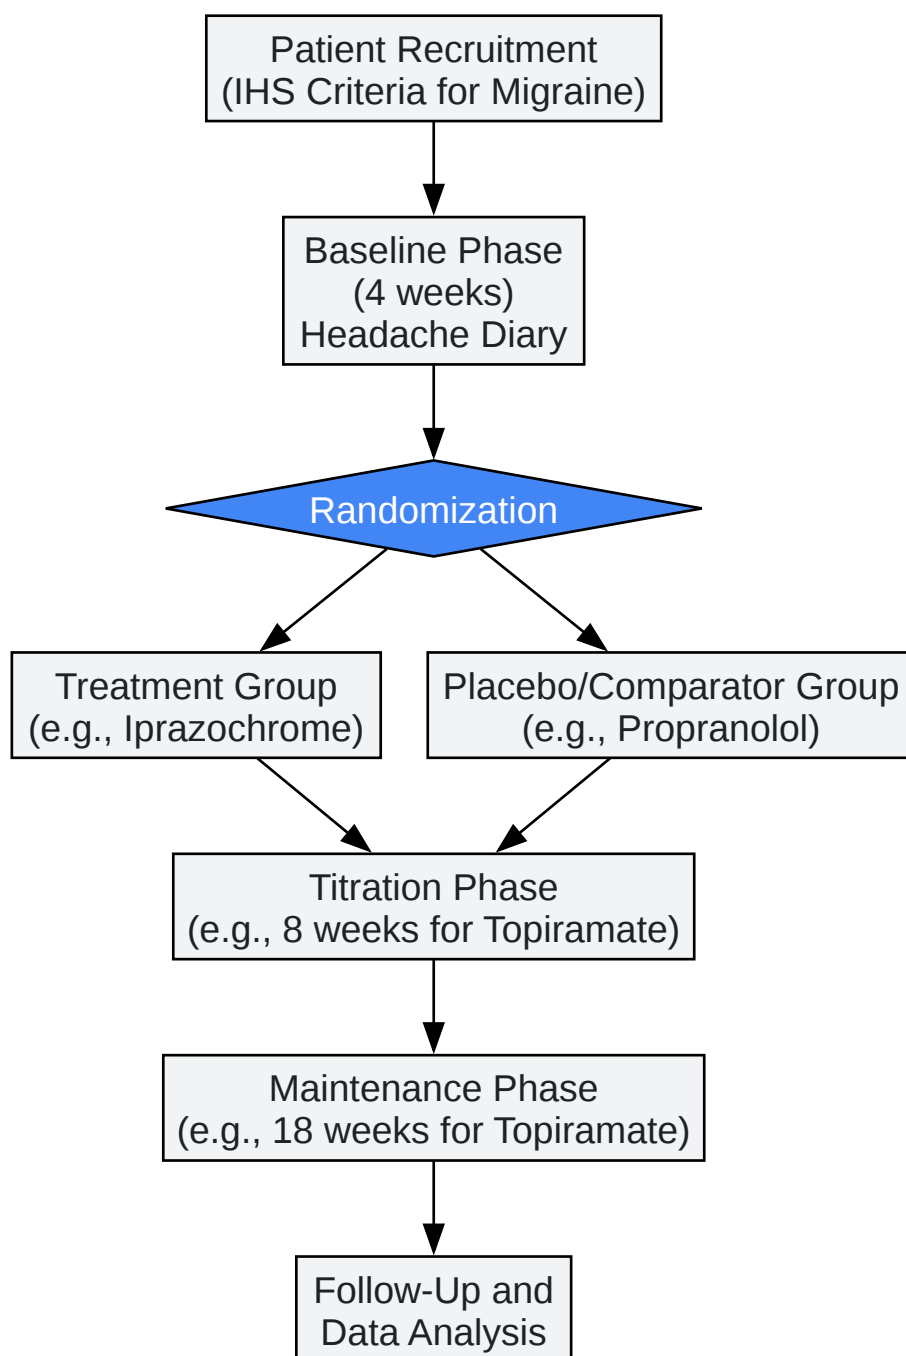 Patient Recruitment
(IHS Criteria for Migraine)
Baseline Phase
(4 weeks)
Headache Diary
Randomization
Treatment Group
(e.g., Iprazochrome)
Placebo/Comparator Group
(e.g., Propranolol)
Titration Phase
(e.g., 8 weeks for Topiramate)
Maintenance Phase
(e.g., 18 weeks for Topiramate)
Follow-Up and
Data Analysis